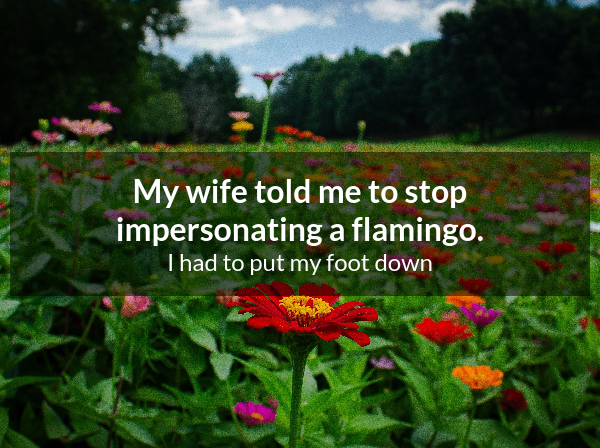 My wife told me to stop
impersonating a flamingo.
I had to put my foot down